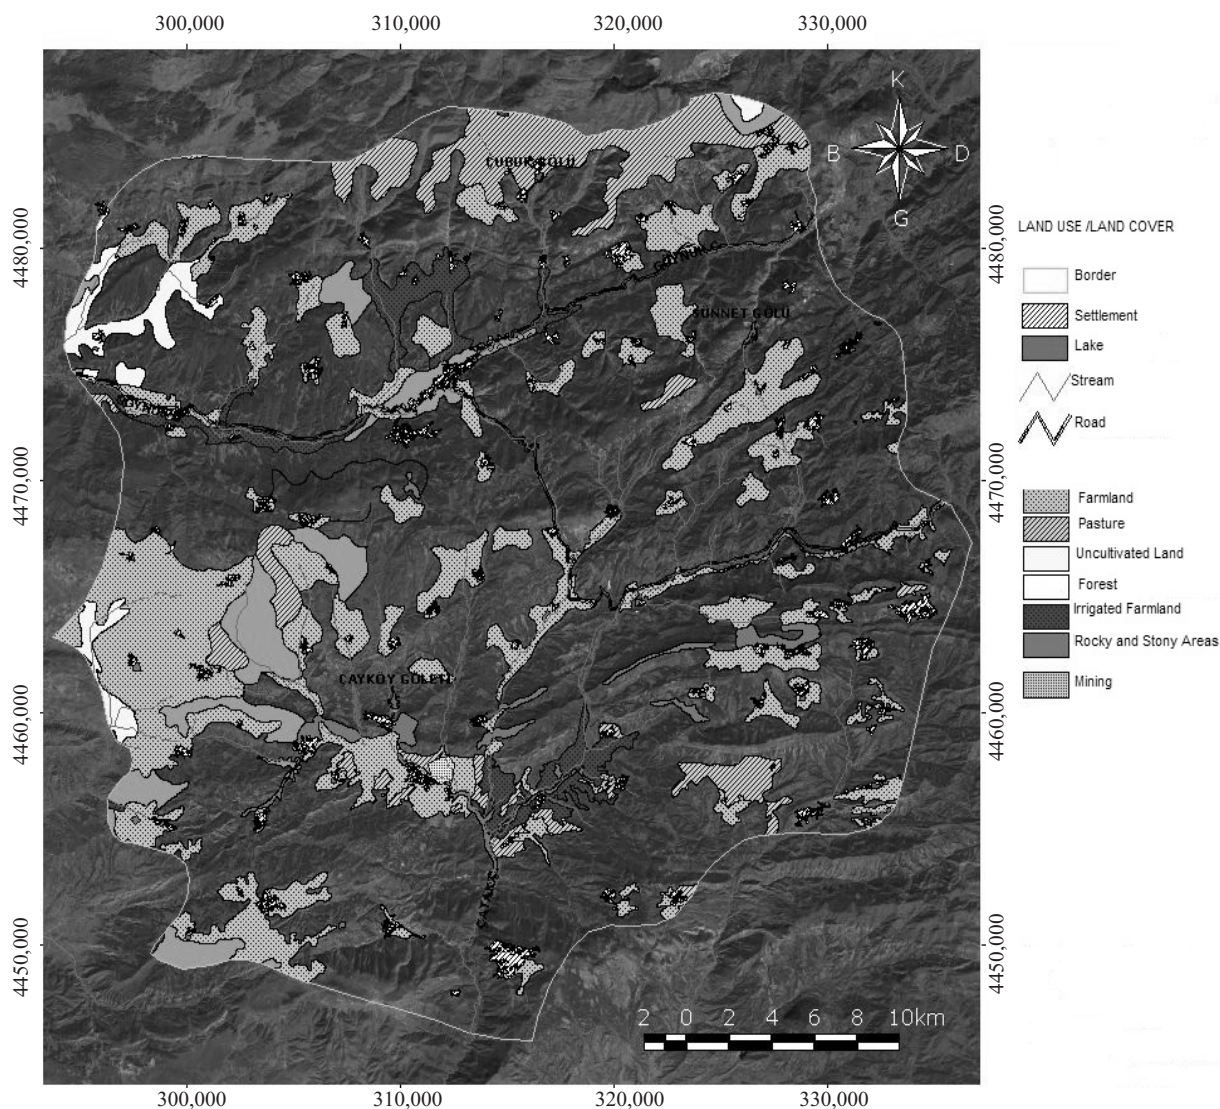 300,000 310,000 320,000 330,000
K
B D
G
ÇUBUK GÖLÜ
GÖYNÜK Ç.
SÜNNET GÖLÜ
ÇAYKÖY GÖLETİ
4480,000
4470,000
4460,000
4450,000
4480,000
4470,000
4460,000
4450,000
LAND USE /LAND COVER
Border
Settlement
Lake
Stream
Road
Farmland
Pasture
Uncultivated Land
Forest
Irrigated Farmland
Rocky and Stony Areas
Mining
2 0 2 4 6 8 10km
300,000 310,000 320,000 330,000